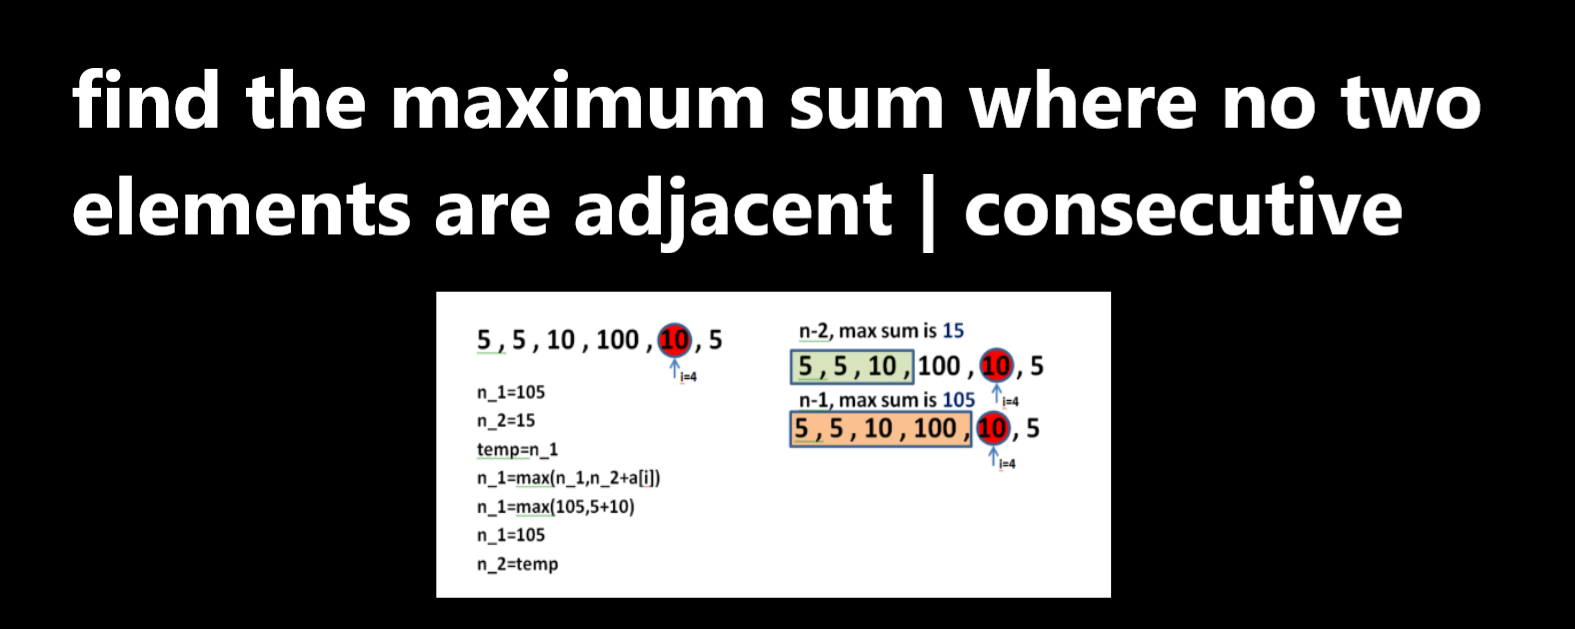 find the maximum sum where no two
elements are adjacent | consecutive
5 , 5 , 10 , 100 , 10 , 5
i=4
n_1=105
n_2=15
temp=n_1
n_1=max(n_1,n_2+a[i])
n_1=max(105,5+10)
n_1=105
n_2=temp
n-2, max sum is 15
5 , 5 , 10 , 100 , 10 , 5
i=4
n-1, max sum is 105
5 , 5 , 10 , 100 , 10 , 5
i=4